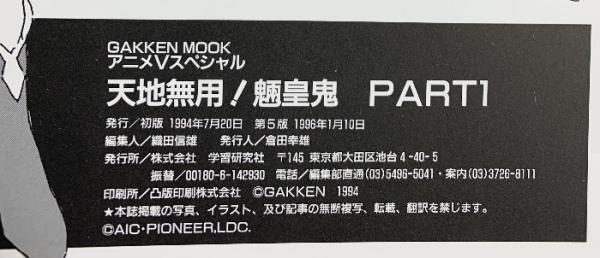 GAKKEN MOOK
アニメVスペシャル
天地無用！魎皇鬼　PART1
発行／初版 1994年7月20日　第5版 1996年1月10日
編集人／織田信雄　発行人／倉田幸雄
発行所／株式会社　学習研究社　〒145 東京都大田区池台4-40-5
振替／00180-8-142930　電話／編集部直通(03)5496-5041・案内(03)3726-8111
印刷所／凸版印刷株式会社　©GAKKEN 1994
★本誌掲載の写真、イラスト、及び記事の無断複写、転載、翻訳を禁じます。
©AIC・PIONEER,LDC.